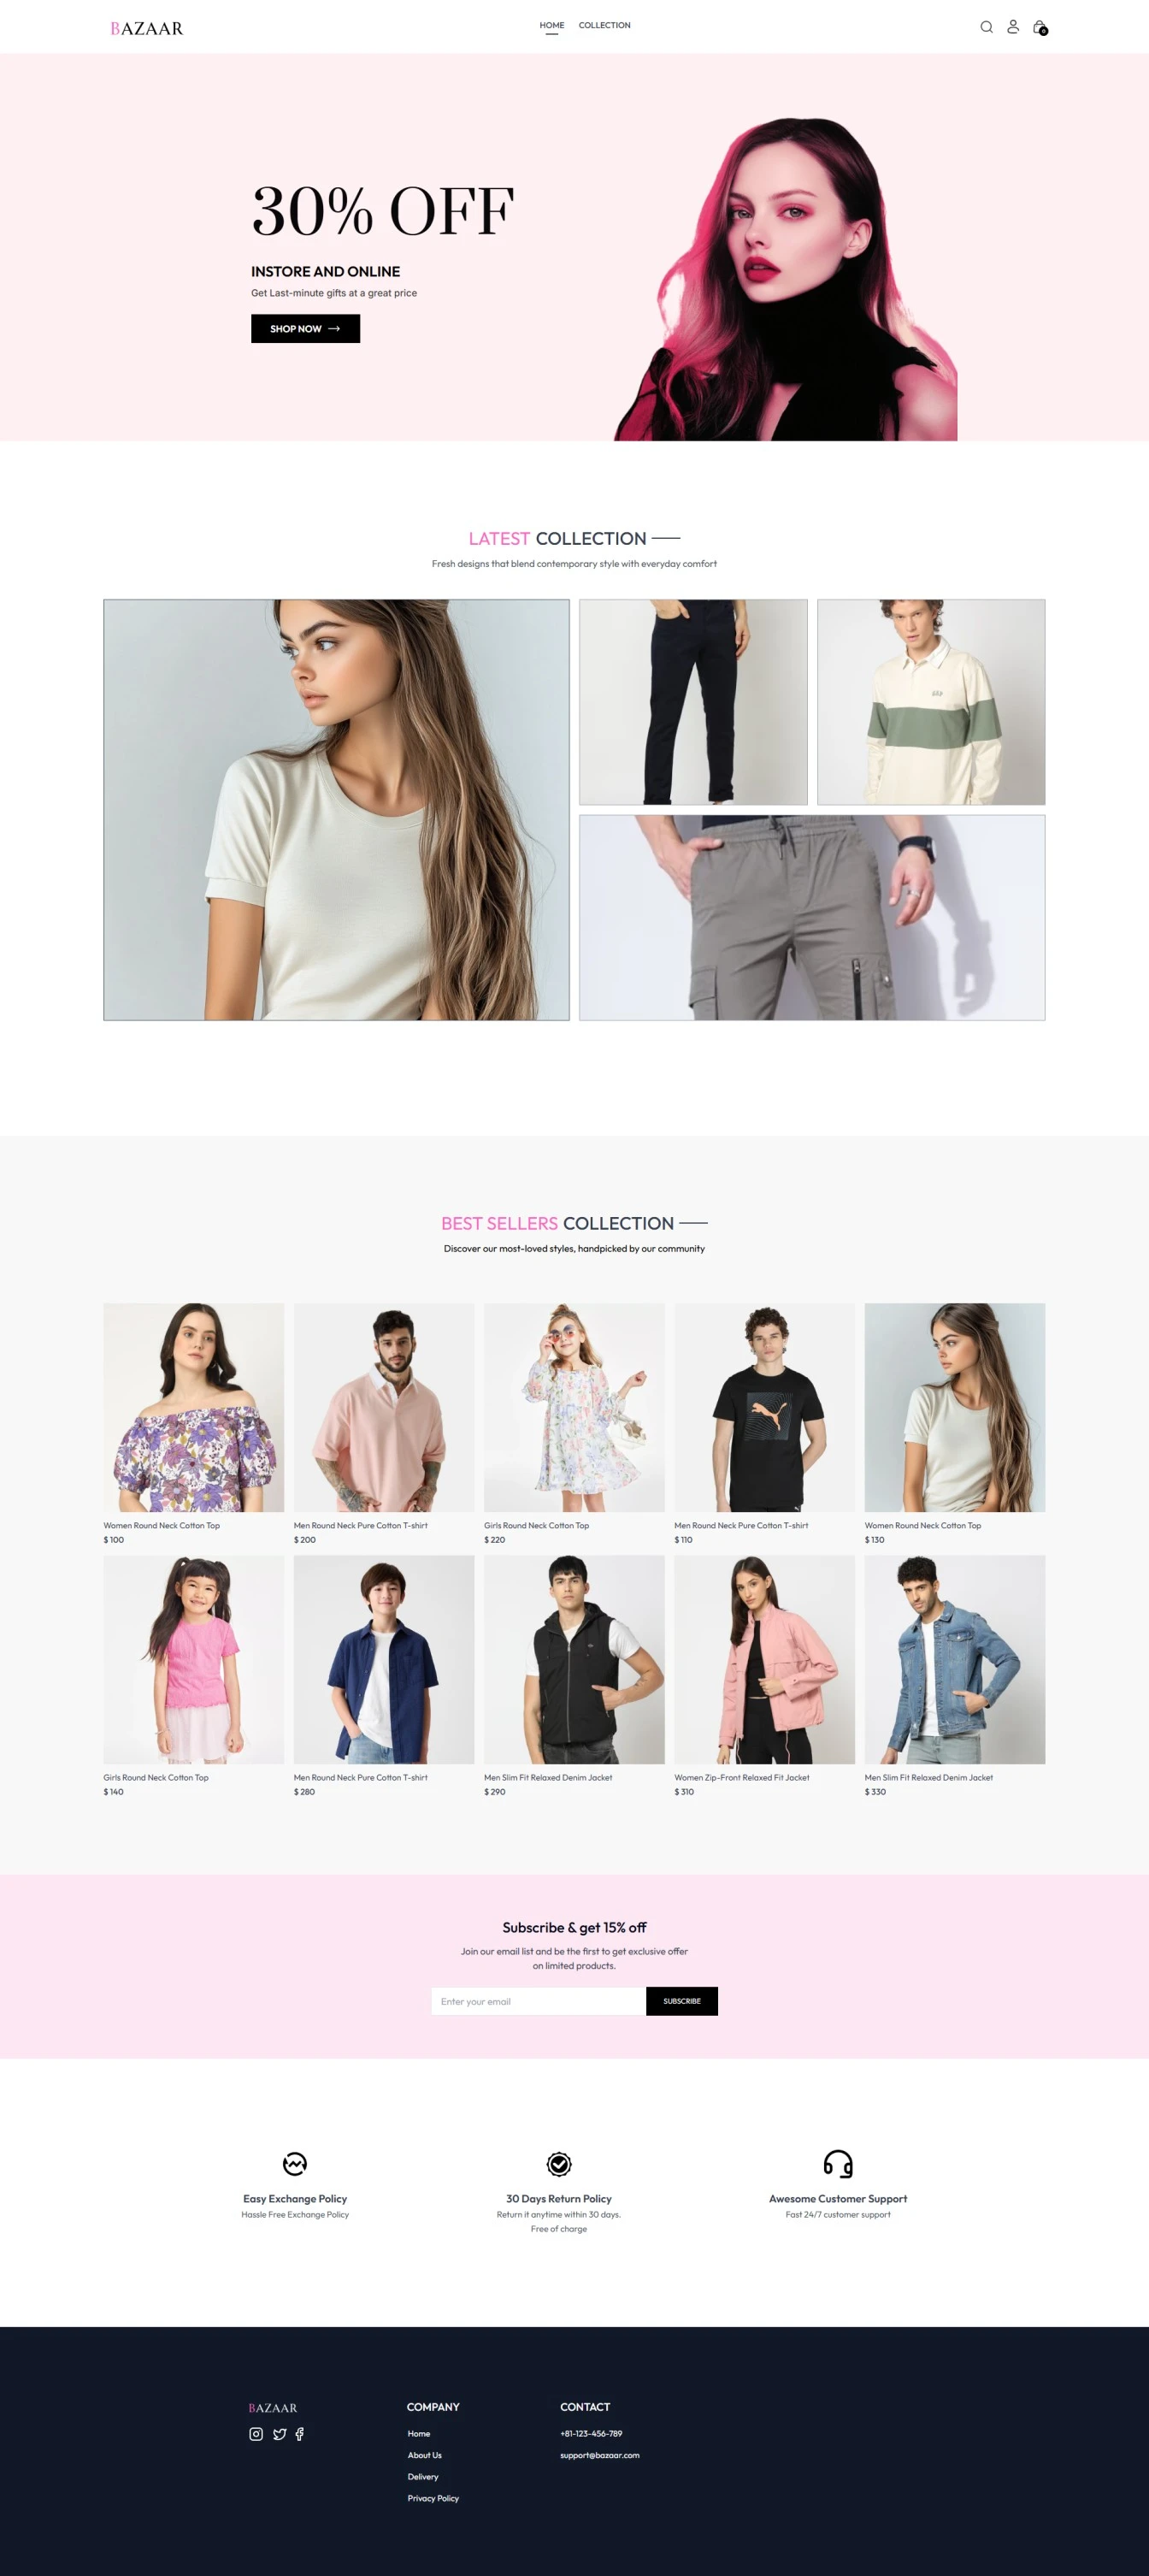 BAZAAR
HOME
COLLECTION
0
30% OFF
INSTORE AND ONLINE
Get Last-minute gifts at a great price
SHOP NOW
LATEST COLLECTION
Fresh designs that blend contemporary style with everyday comfort
GAP
BEST SELLERS COLLECTION
Discover our most-loved styles, handpicked by our community
Women Round Neck Cotton Top
$ 100
Men Round Neck Pure Cotton T-shirt
$ 200
Girls Round Neck Cotton Top
$ 220
Men Round Neck Pure Cotton T-shirt
$ 110
Women Round Neck Cotton Top
$ 130
Girls Round Neck Cotton Top
$ 140
Men Round Neck Pure Cotton T-shirt
$ 280
Men Slim Fit Relaxed Denim Jacket
$ 290
Women Zip-Front Relaxed Fit Jacket
$ 310
Men Slim Fit Relaxed Denim Jacket
$ 330
Subscribe & get 15% off
Join our email list and be the first to get exclusive offer
on limited products.
Enter your email
SUBSCRIBE
Easy Exchange Policy
Hassle Free Exchange Policy
30 Days Return Policy
Return it anytime within 30 days.
Free of charge
Awesome Customer Support
Fast 24/7 customer support
BAZAAR
COMPANY
Home
About Us
Delivery
Privacy Policy
CONTACT
+81-123-456-789
support@bazaar.com